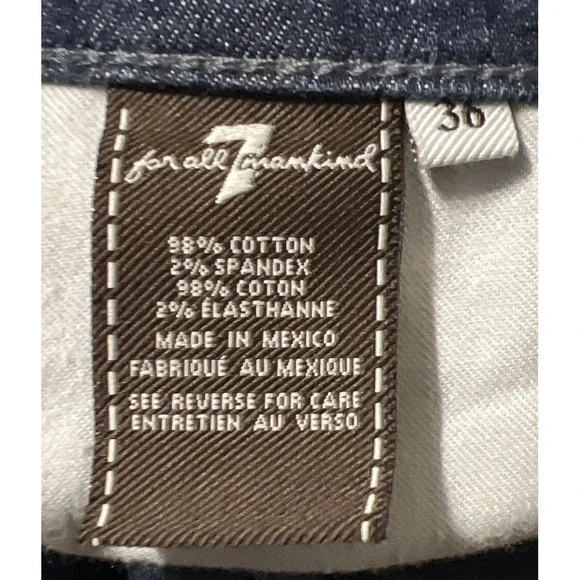 7
for all mankind
36
98% COTTON
2% SPANDEX
98% COTON
2% ÉLASTHANNE
MADE IN MEXICO
FABRIQUÉ AU MEXIQUE
SEE REVERSE FOR CARE
ENTRETIEN AU VERSO